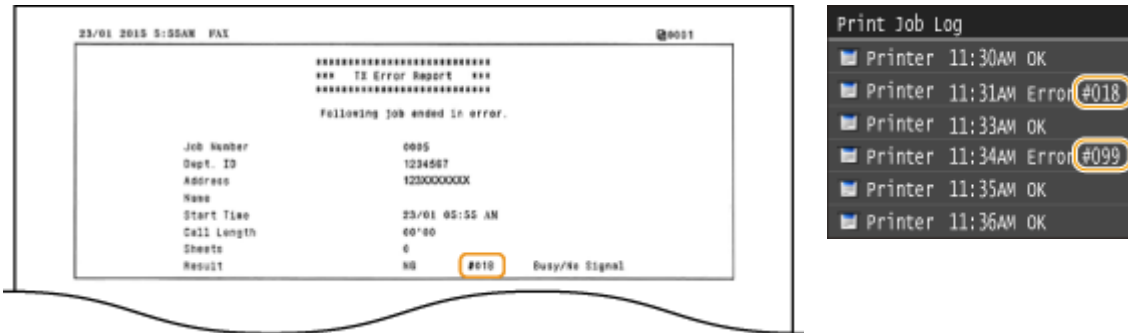 23/01 2015 5:55AM FAX 0001
***************************
*** TX Error Report ***
***************************
Following job ended in error.
Job Number 0005
Dept. ID 1234567
Address 123XXXXXXX
Name
Start Time 23/01 05:55 AM
Call Length 00'00
Sheets 0
Result NG #018 Busy/No Signal
Print Job Log
Printer 11:30AM OK
Printer 11:31AM Error #018
Printer 11:33AM OK
Printer 11:34AM Error #099
Printer 11:35AM OK
Printer 11:36AM OK